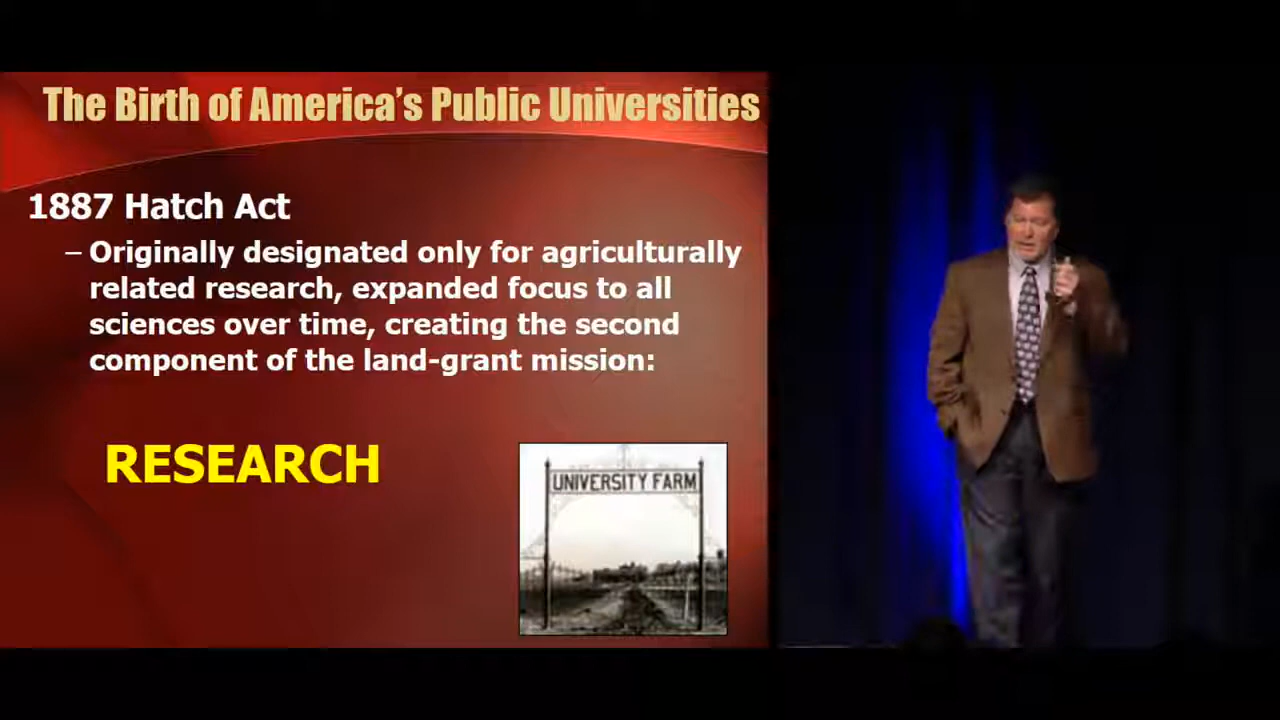 The Birth of America’s Public Universities
1887 Hatch Act
– Originally designated only for agriculturally
related research, expanded focus to all
sciences over time, creating the second
component of the land-grant mission:
RESEARCH
UNIVERSITY FARM